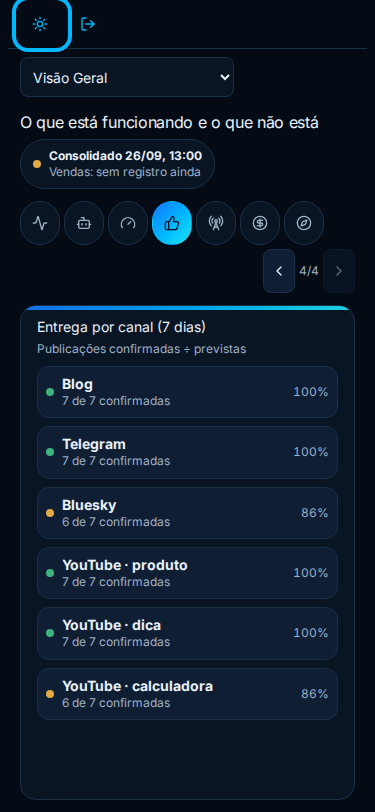 Visão Geral
O que está funcionando e o que não está
Consolidado 26/09, 13:00
Vendas: sem registro ainda
4/4
Entrega por canal (7 dias)
Publicações confirmadas ÷ previstas
Blog
7 de 7 confirmadas
100%
Telegram
7 de 7 confirmadas
100%
Bluesky
6 de 7 confirmadas
86%
YouTube · produto
7 de 7 confirmadas
100%
YouTube · dica
7 de 7 confirmadas
100%
YouTube · calculadora
6 de 7 confirmadas
86%